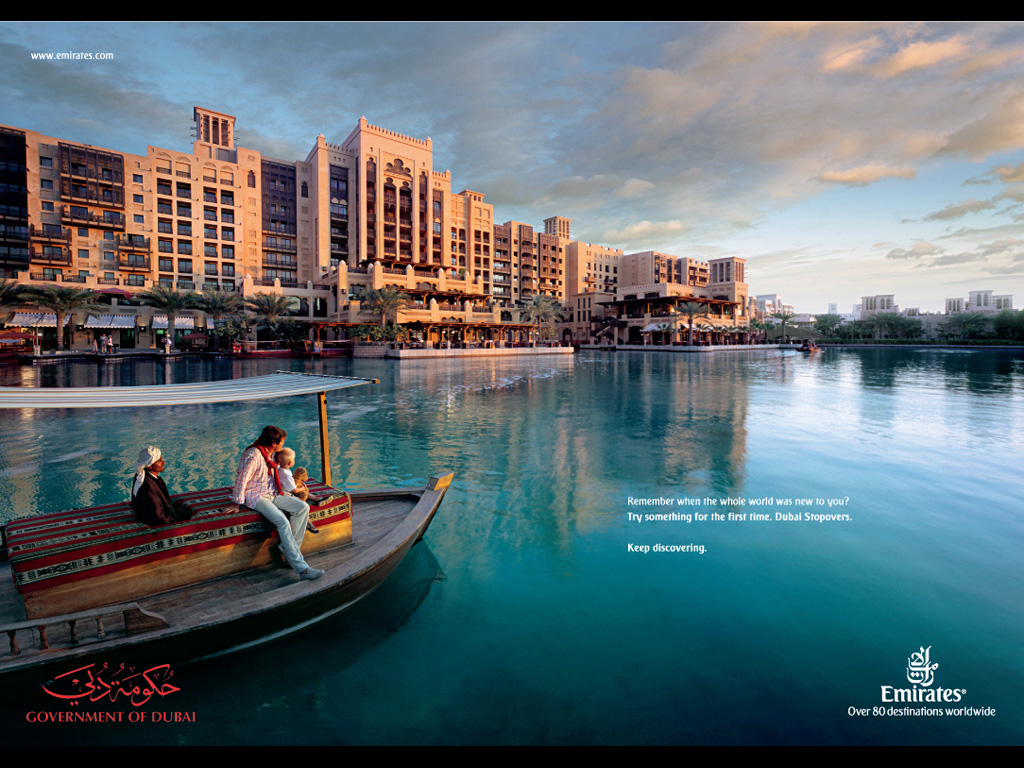 www.emirates.com
Remember when the whole world was new to you?
Try something for the first time. Dubai Stopovers.
Keep discovering.
حكومة دبي
GOVERNMENT OF DUBAI
الإمارات
Emirates®
Over 80 destinations worldwide